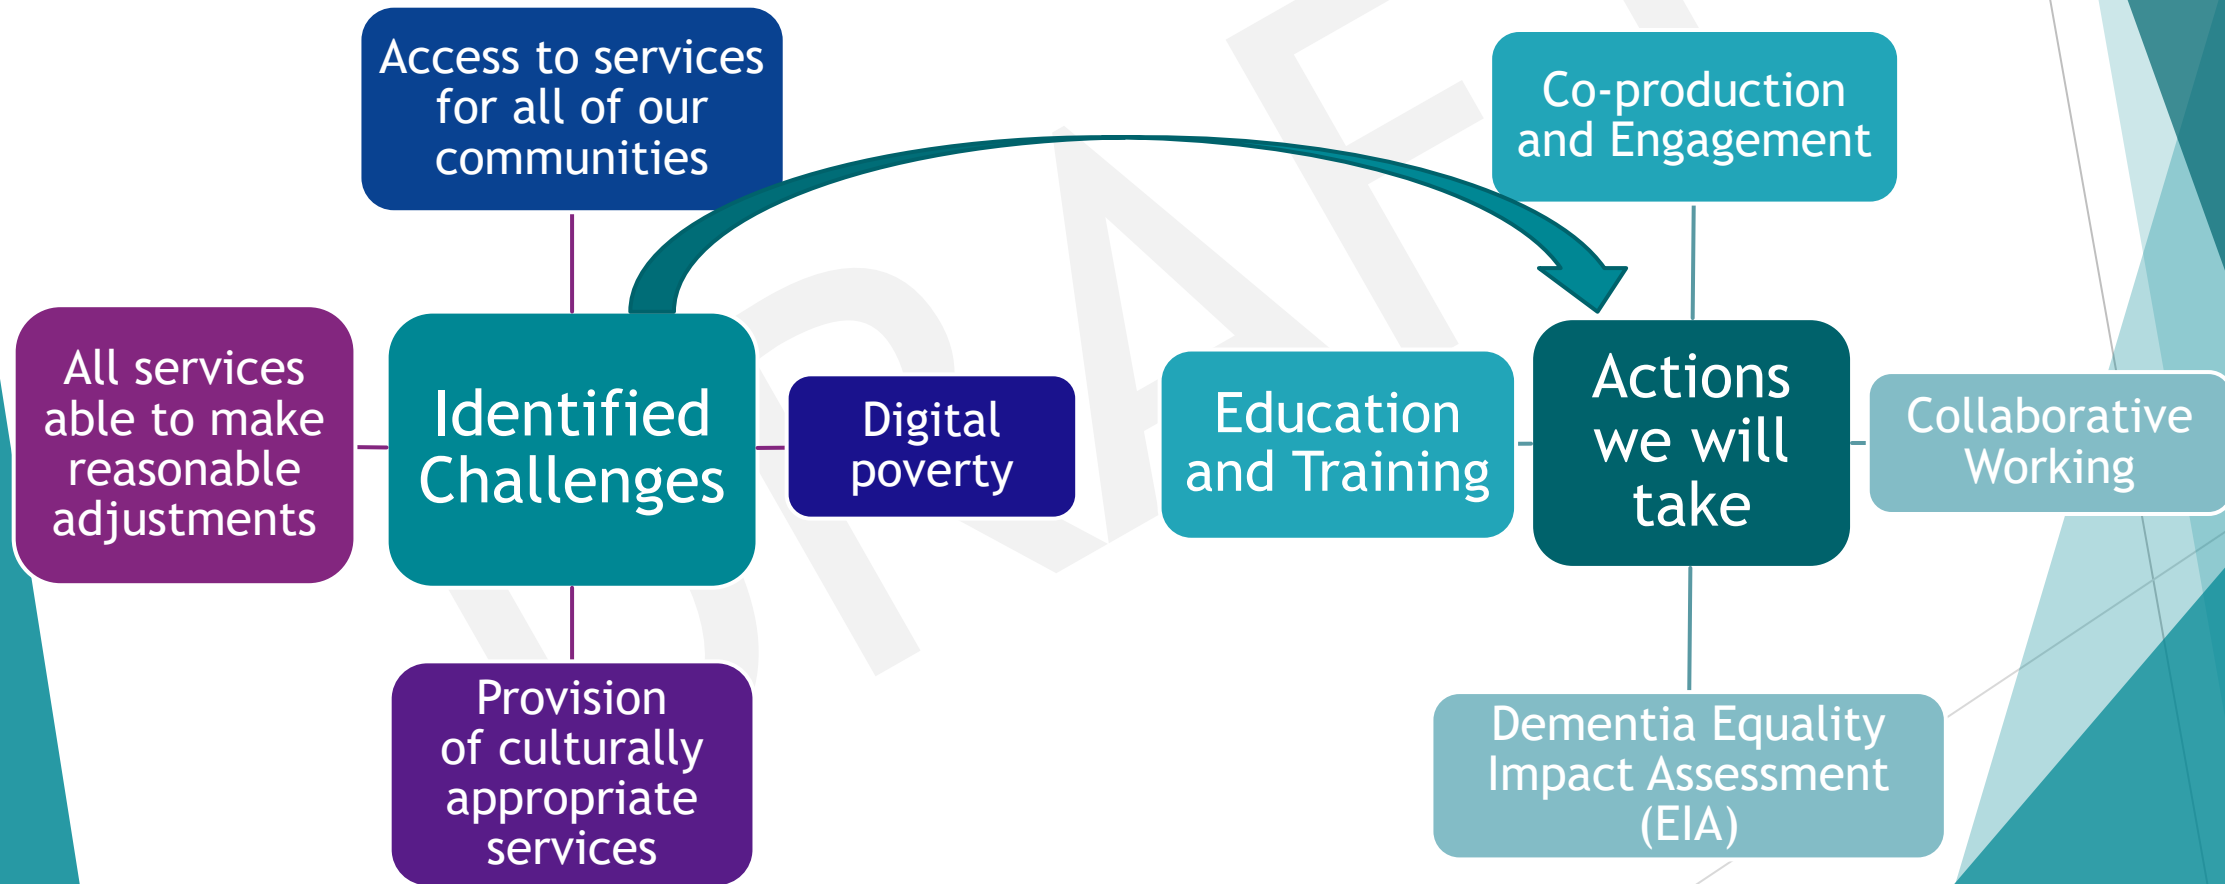 Access to services
for all of our
communities
All services
able to make
reasonable
adjustments
Identified
Challenges
Digital
poverty
Provision
of culturally
appropriate
services
Co-production
and Engagement
Education
and Training
Actions
we will
take
Collaborative
Working
Dementia Equality
Impact Assessment
(EIA)
DRAFT